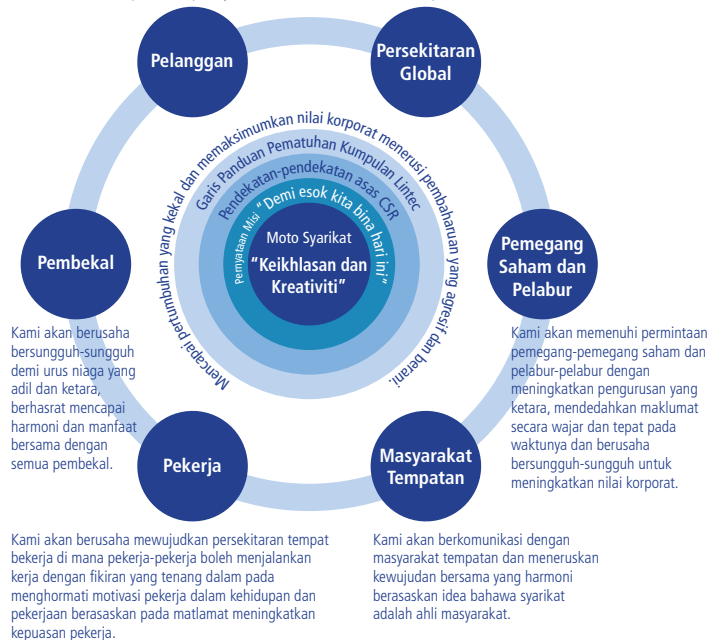 Pelanggan
Persekitaran
Global
Mencapai pertumbuhan yang kekal dan memaksimumkan nilai korporat menerusi pembaharuan yang agresif dan berani.
Garis Panduan Pematuhan Kumpulan Lintec
Pendekatan-pendekatan asas CSR
Pernyataan Misi "Demi esok kita bina hari ini"
Moto Syarikat
"Keikhlasan dan
Kreativiti"
Pembekal
Pemegang
Saham dan
Pelabur
Kami akan berusaha
bersungguh-sungguh
demi urus niaga yang
adil dan ketara,
berhasrat mencapai
harmoni dan manfaat
bersama dengan
semua pembekal.
Kami akan memenuhi permintaan
pemegang-pemegang saham dan
pelabur-pelabur dengan
meningkatkan pengurusan yang
ketara, mendedahkan maklumat
secara wajar dan tepat pada
waktunya dan berusaha
bersungguh-sungguh untuk
meningkatkan nilai korporat.
Pekerja
Masyarakat
Tempatan
Kami akan berusaha mewujudkan persekitaran tempat
bekerja di mana pekerja-pekerja boleh menjalankan
kerja dengan fikiran yang tenang dalam pada
menghormati motivasi pekerja dalam kehidupan dan
pekerjaan berasaskan pada matlamat meningkatkan
kepuasan pekerja.
Kami akan berkomunikasi dengan
masyarakat tempatan dan meneruskan
kewujudan bersama yang harmoni
berasaskan idea bahawa syarikat
adalah ahli masyarakat.